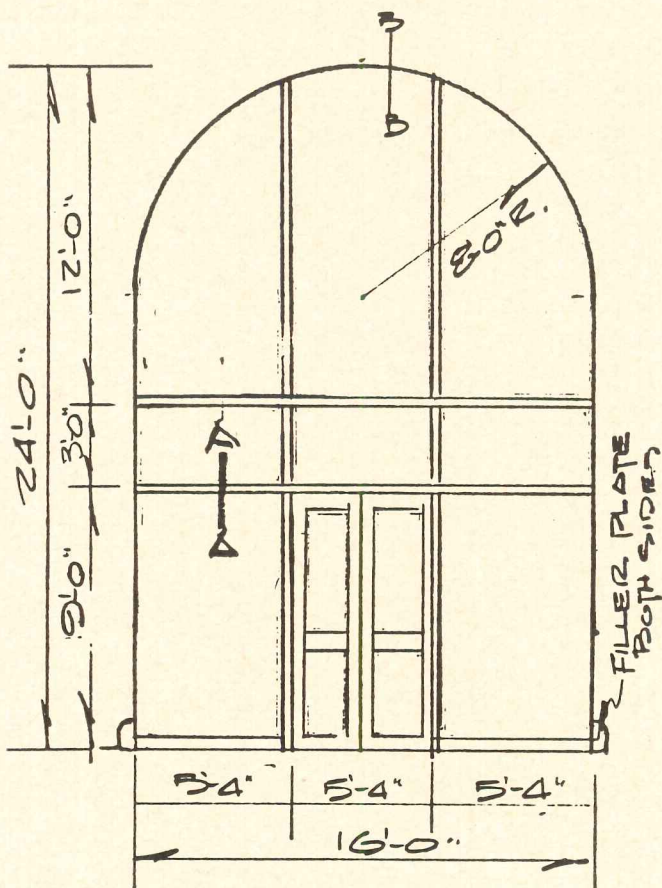 B
B
8'-0" R.
12'-0"
24'-0"
3'-0"
9'-0"
A
A
FILLER PLATE
BOTH SIDES
5'-4"
5'-4"
5'-4"
16'-0"